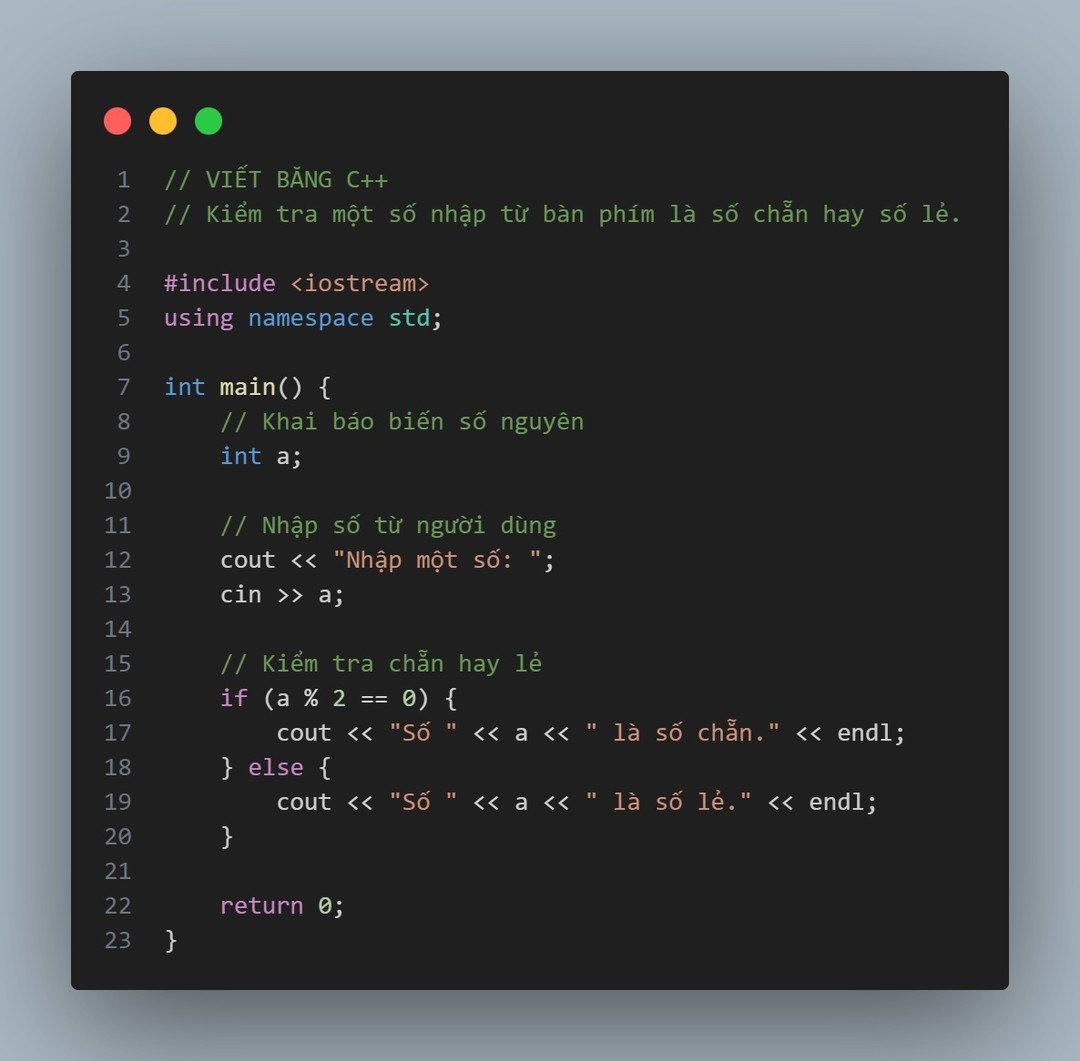 1 // VIẾT BĂNG C++
2 // Kiểm tra một số nhập từ bàn phím là số chẵn hay số lẻ.
3
4 #include <iostream>
5 using namespace std;
6
7 int main() {
8     // Khai báo biến số nguyên
9     int a;
10
11     // Nhập số từ người dùng
12     cout << "Nhập một số: ";
13     cin >> a;
14
15     // Kiểm tra chẵn hay lẻ
16     if (a % 2 == 0) {
17         cout << "Số " << a << " là số chẵn." << endl;
18     } else {
19         cout << "Số " << a << " là số lẻ." << endl;
20     }
21
22     return 0;
23 }